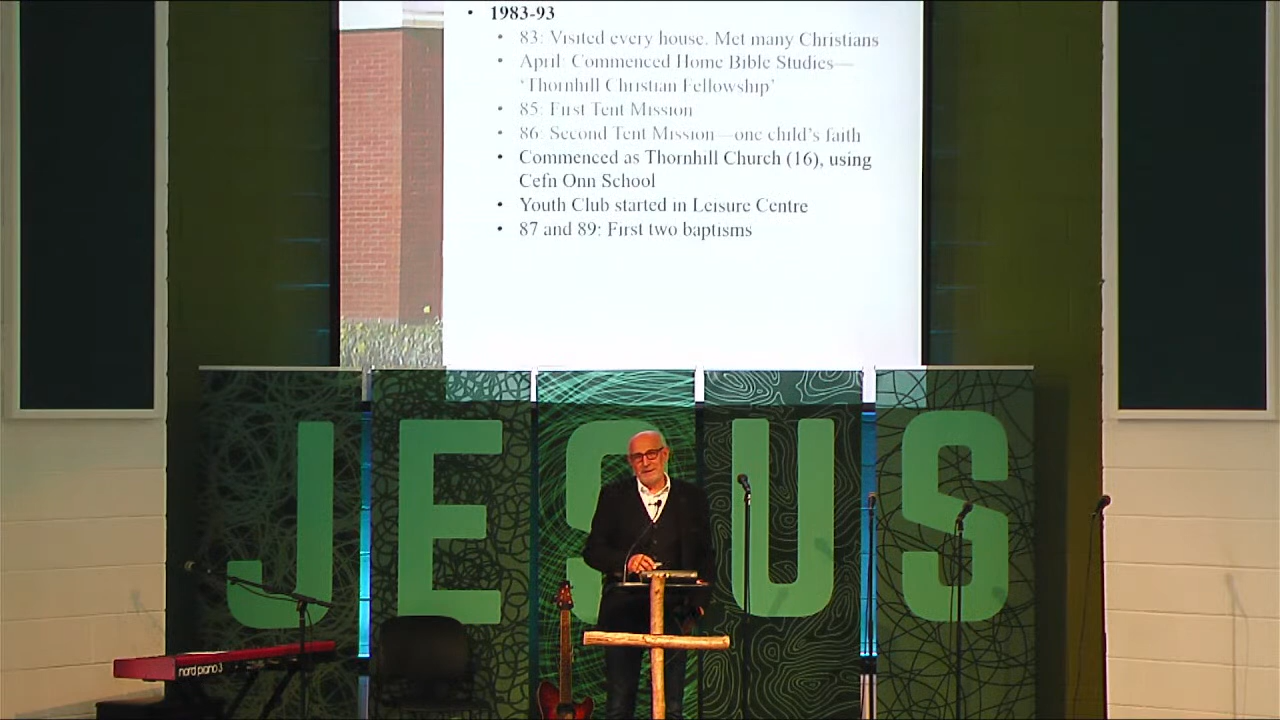 • 1983-93
• 83: Visited every house. Met many Christians
• April: Commenced Home Bible Studies—
‘Thornhill Christian Fellowship’
• 85: First Tent Mission
• 86: Second Tent Mission—one child’s faith
• Commenced as Thornhill Church (16), using
Cefn Onn School
• Youth Club started in Leisure Centre
• 87 and 89: First two baptisms
JESUS
nord piano 3